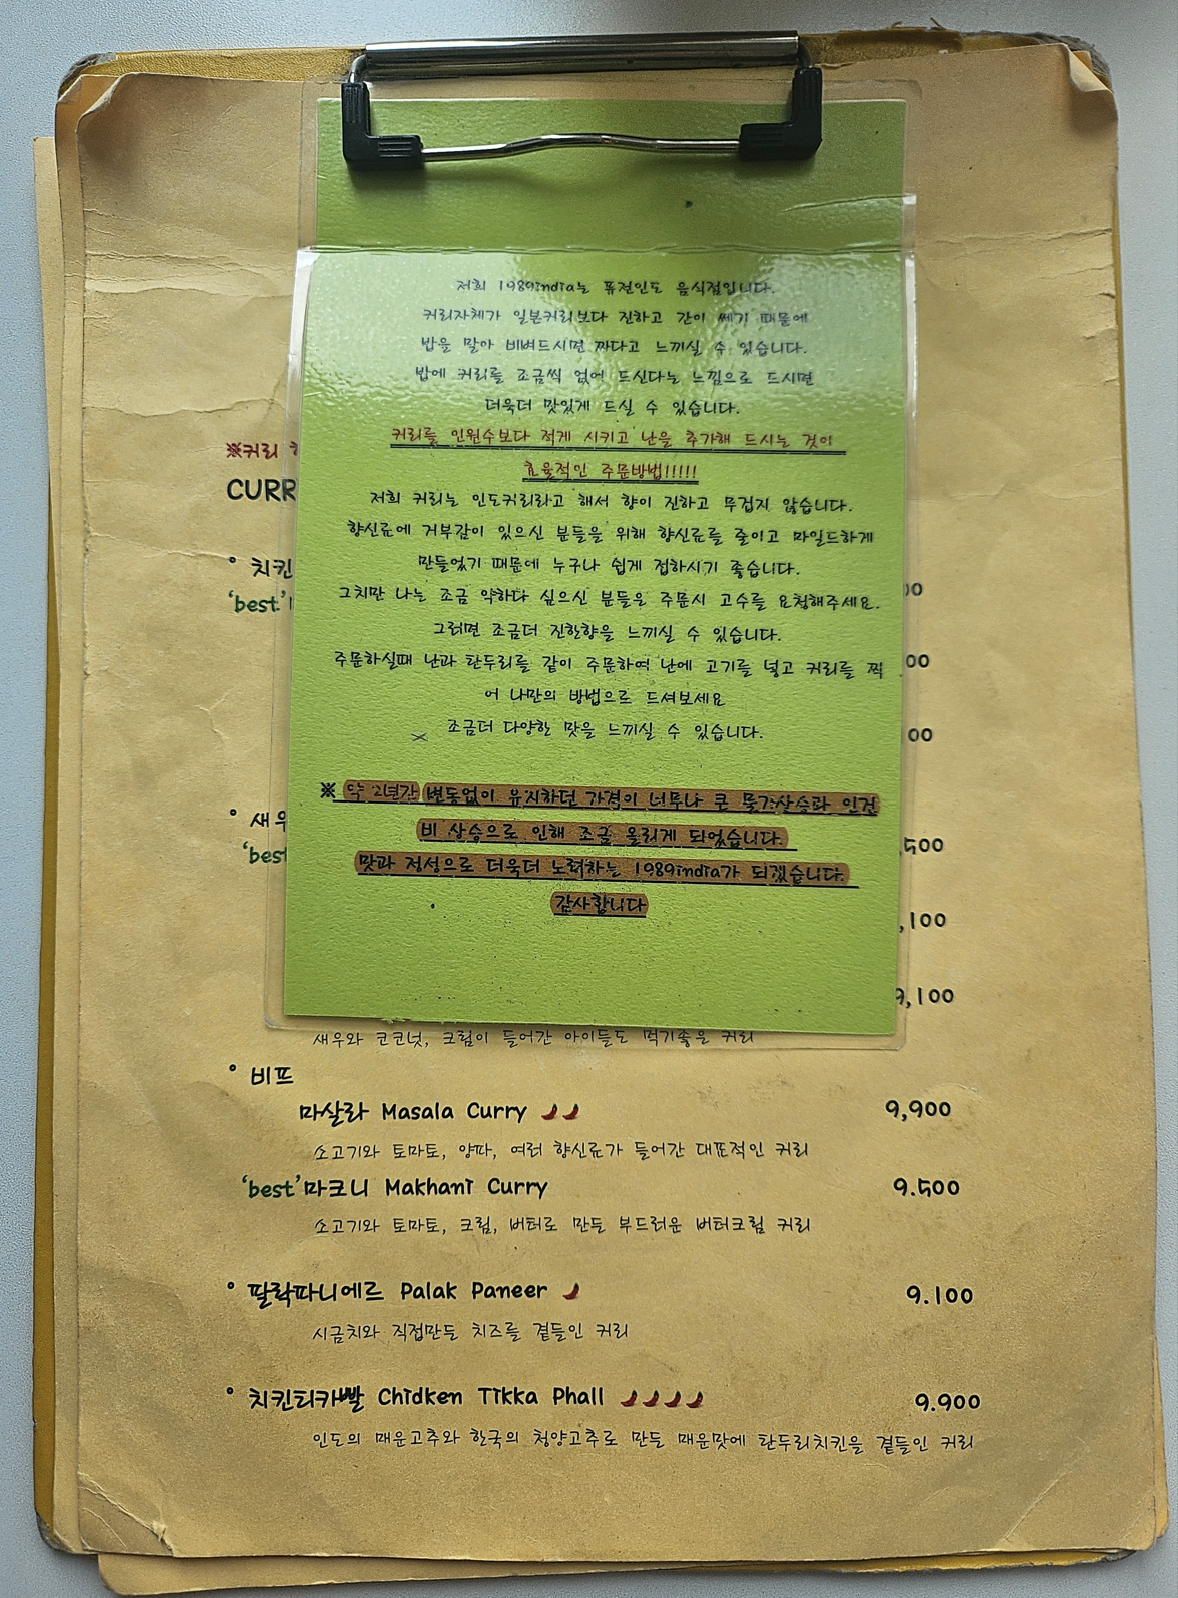 저희 1989india는 퓨전인도 음식점입니다.
커리자체가 일본커리보다 진하고 간이 쎄기 때문에
밥을 말아 비벼드시면 짜다고 느끼실 수 있습니다.
밥에 커리를 조금씩 얹어 드신다는 느낌으로 드시면
더욱더 맛있게 드실 수 있습니다.
커리를 인원수보다 적게 시키고 난을 추가해 드시는 것이
효율적인 주문방법!!!!!
저희 커리는 인도커리라고 해서 향이 진하고 무겁지 않습니다.
향신료에 거부감이 있으신 분들을 위해 향신료를 줄이고 마일드하게
만들었기 때문에 누구나 쉽게 접하시기 좋습니다.
그치만 나는 조금 약하다 싶으신 분들은 주문시 고수를 요청해주세요.
그러면 조금더 진한향을 느끼실 수 있습니다.
주문하실때 난과 탄두리를 같이 주문하여 난에 고기를 넣고 커리를 찍
어 나만의 방법으로 드셔보세요
조금더 다양한 맛을 느끼실 수 있습니다.
※ 약 2년간 변동없이 유지하던 가격이 너무나 큰 물가상승과 인건
비 상승으로 인해 조금 올리게 되었습니다.
맛과 정성으로 더욱더 노력하는 1989india가 되겠습니다.
감사합니다
※커리
CURR
° 치킨
'best'
00
00
00
° 새우
'best
,500
,100
9,100
새우와 코코넛, 크림이 들어간 아이들도 먹기좋은 커리
° 비프
마살라 Masala Curry 9,900
소고기와 토마토, 양파, 여러 향신료가 들어간 대표적인 커리
'best'마크니 Makhani Curry 9.500
소고기와 토마토, 크림, 버터로 만든 부드러운 버터크림 커리
° 팔락파니에르 Palak Paneer 9.100
시금치와 직접만든 치즈를 곁들인 커리
° 치킨티카빨 Chidken Tikka Phall 9.900
인도의 매운고추와 한국의 청양고추로 만든 매운맛에 탄두리치킨을 곁들인 커리